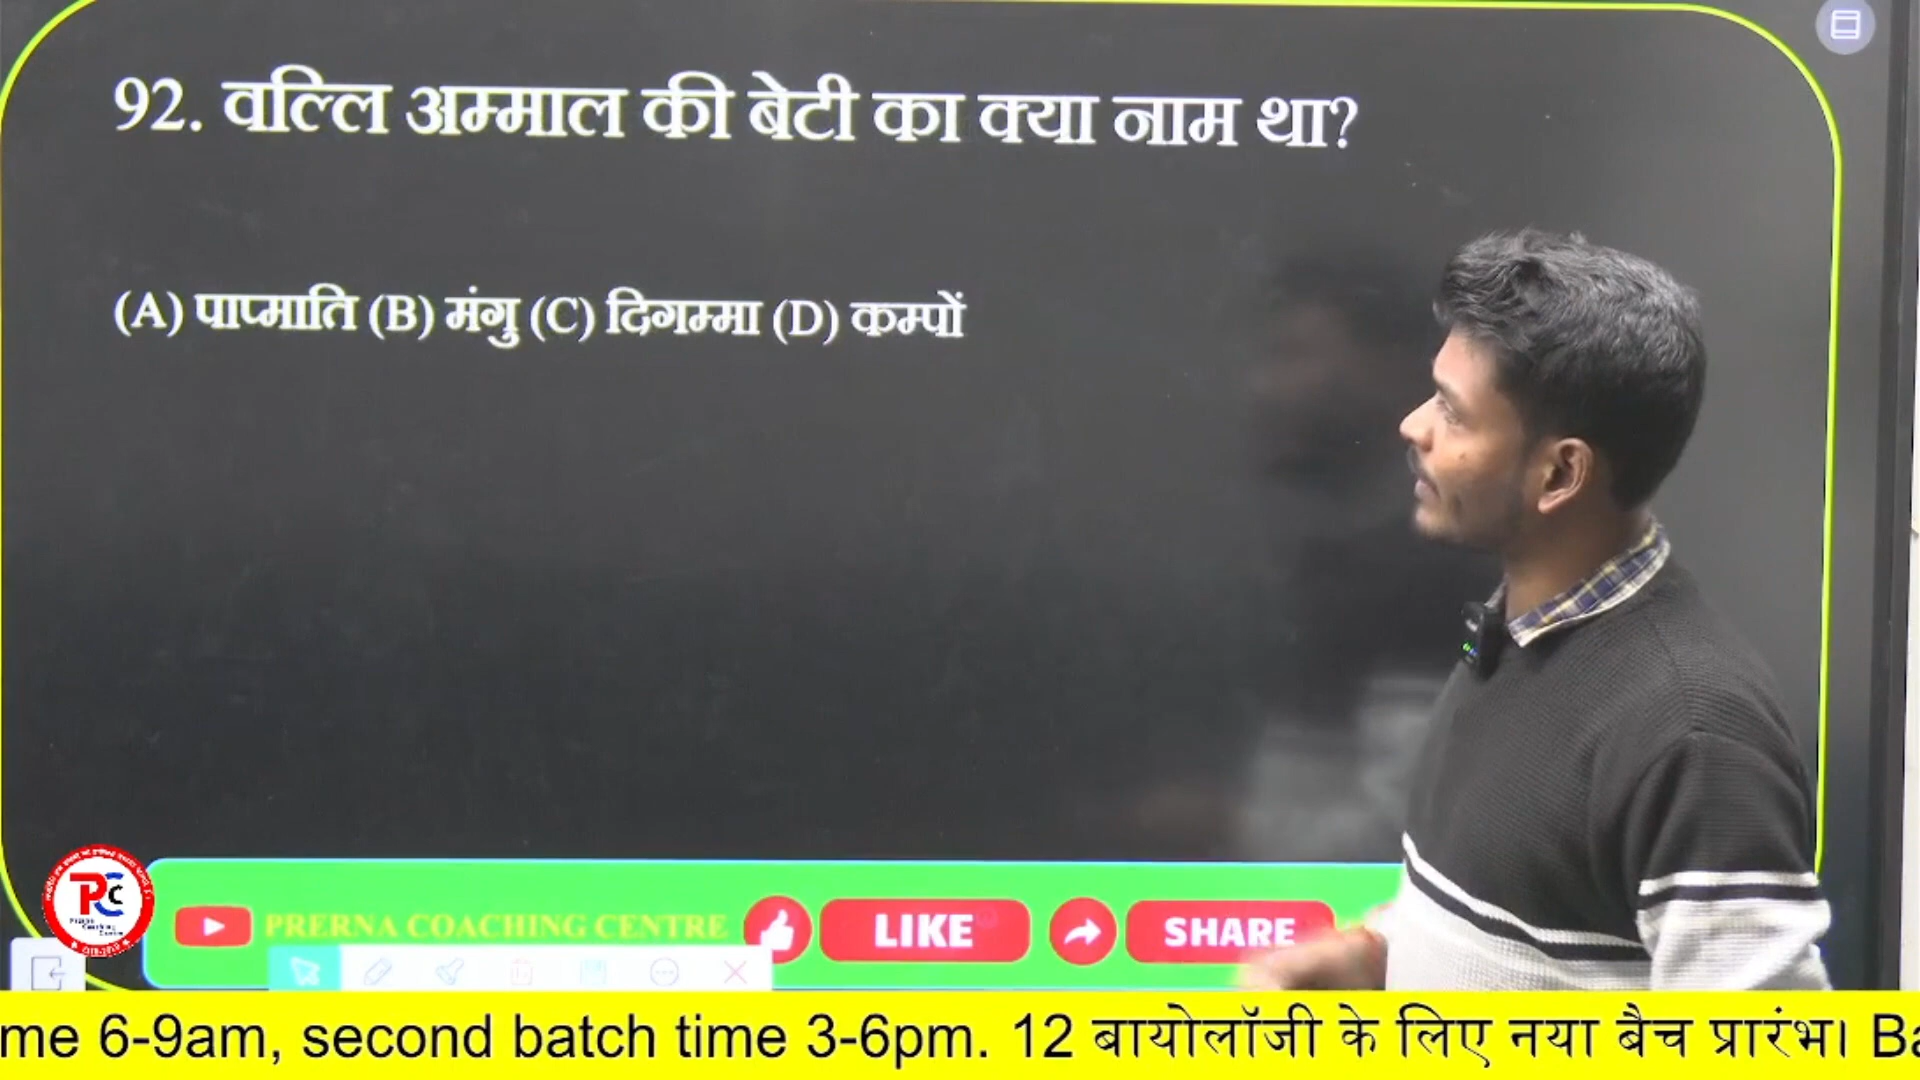 92. वल्लि अम्माल की बेटी का क्या नाम था?
(A) पाप्माति (B) मंगु (C) दिगम्मा (D) कम्पों
PRERNA COACHING CENTRE LIKE SHARE
me 6-9am, second batch time 3-6pm. 12 बायोलॉजी के लिए नया बैच प्रारंभ। Ba